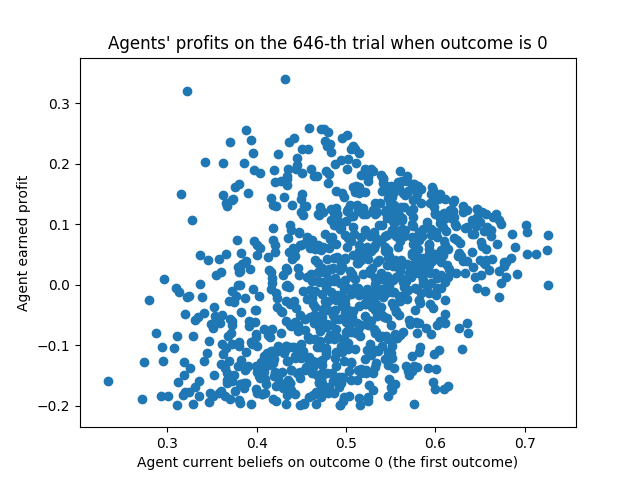 Agents' profits on the 646-th trial when outcome is 0
Agent earned profit
0.3
0.2
0.1
0.0
−0.1
−0.2
0.3 0.4 0.5 0.6 0.7
Agent current beliefs on outcome 0 (the first outcome)